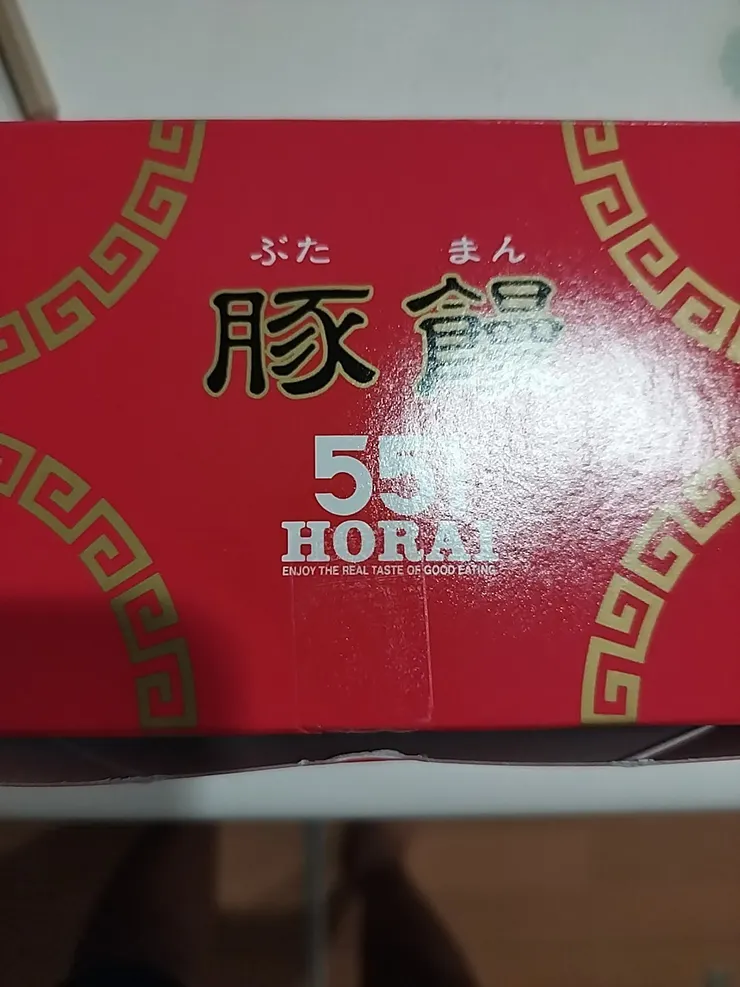 ぶた まん
豚饅
551
HORAI
ENJOY THE REAL TASTE OF GOOD EATING